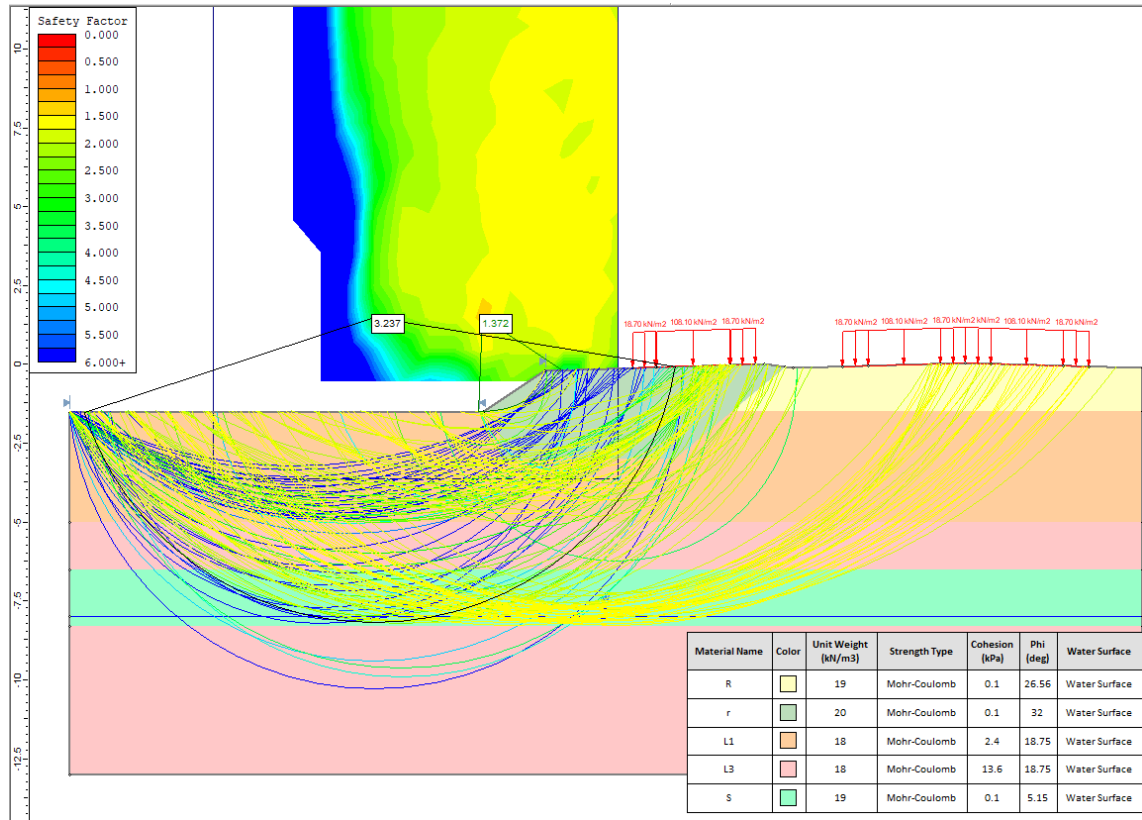 Safety Factor
0.000
0.500
1.000
1.500
2.000
2.500
3.000
3.500
4.000
4.500
5.000
5.500
6.000+
10
7.5
5
2.5
0
-2.5
-5
-7.5
-10
-12.5
3.237
1.372
18.70 kN/m2 108.10 kN/m2 18.70 kN/m2
18.70 kN/m2 108.10 kN/m2 18.70 kN/m2 kN/m2 108.10 kN/m2 18.70 kN/m2
Material Name Color Unit Weight (kN/m3) Strength Type Cohesion (kPa) Phi (deg) Water Surface
R 19 Mohr-Coulomb 0.1 26.56 Water Surface
r 20 Mohr-Coulomb 0.1 32 Water Surface
L1 18 Mohr-Coulomb 2.4 18.75 Water Surface
L3 18 Mohr-Coulomb 13.6 18.75 Water Surface
S 19 Mohr-Coulomb 0.1 5.15 Water Surface